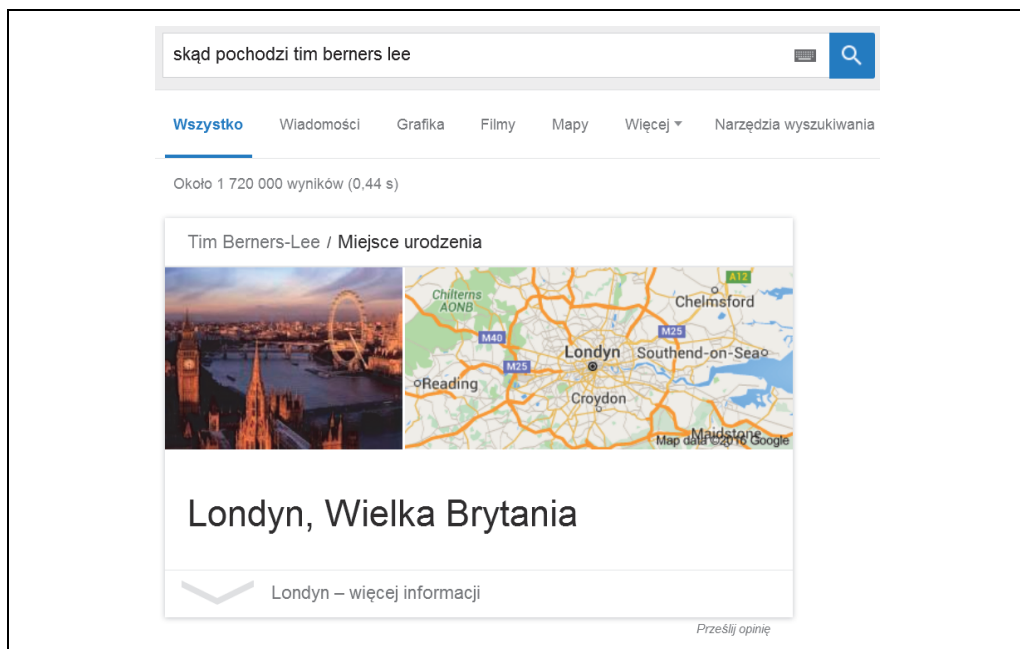 skąd pochodzi tim berners lee
Wszystko Wiadomości Grafika Filmy Mapy Więcej Narzędzia wyszukiwania
Około 1 720 000 wyników (0,44 s)
Tim Berners-Lee / Miejsce urodzenia
A12
Chilterns
AONB
Chelmsford
M40
M25
Londyn
Southend-on-Sea
M25
Reading
Croydon
Maidstone
Map data ©2016 Google
Londyn, Wielka Brytania
Londyn – więcej informacji
Prześlij opinię